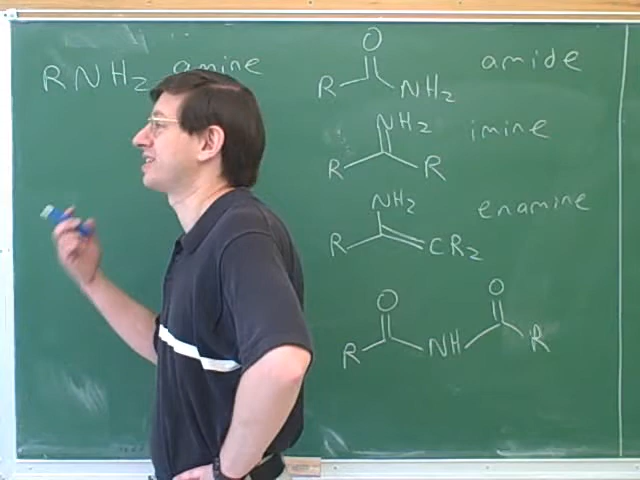 RNH2 amine
O
R NH2 amide
NH2 imine
R R
NH2 enamine
R CR2
O O
R NH R